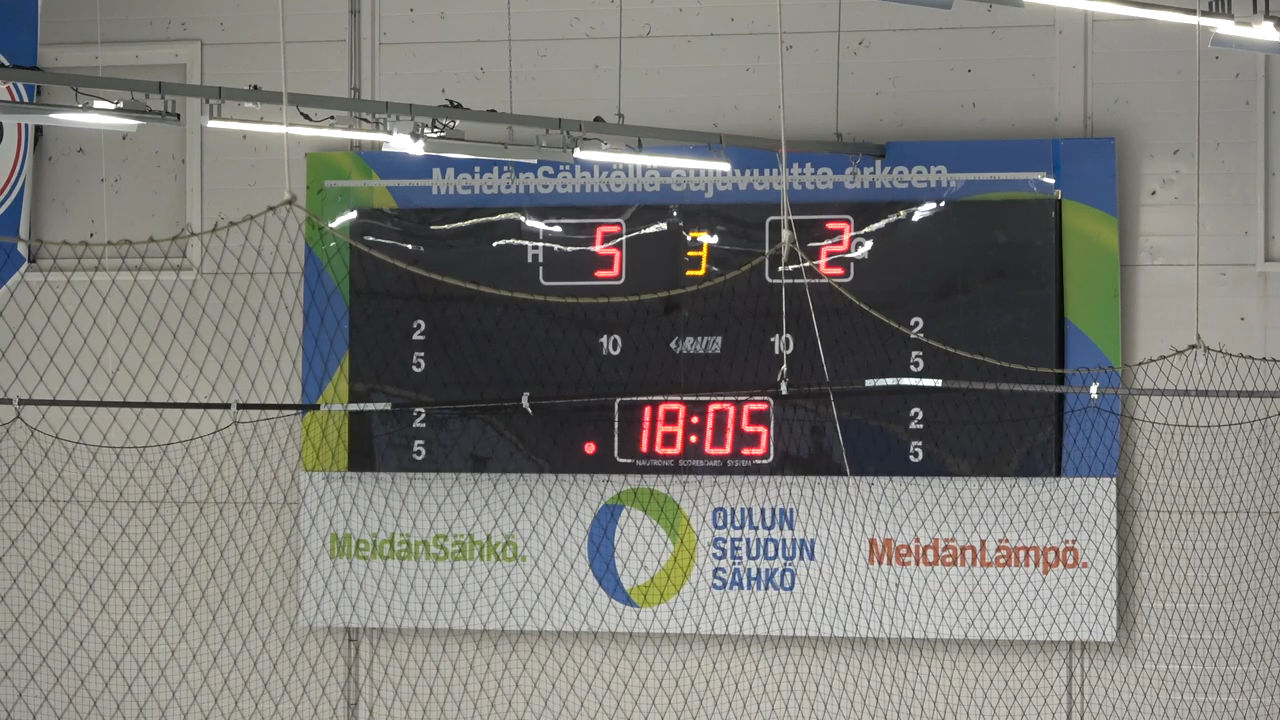 MeidänSähköllä sujuvuutta arkeen.
H 5 3 2 G
2 2
5 10 RAITA 10 5
2 2
5 18:05 5
NAUTRONIC SCOREBOARD SYSTEM
MeidänSähkö.
OULUN
SEUDUN
SÄHKÖ
MeidänLämpö.